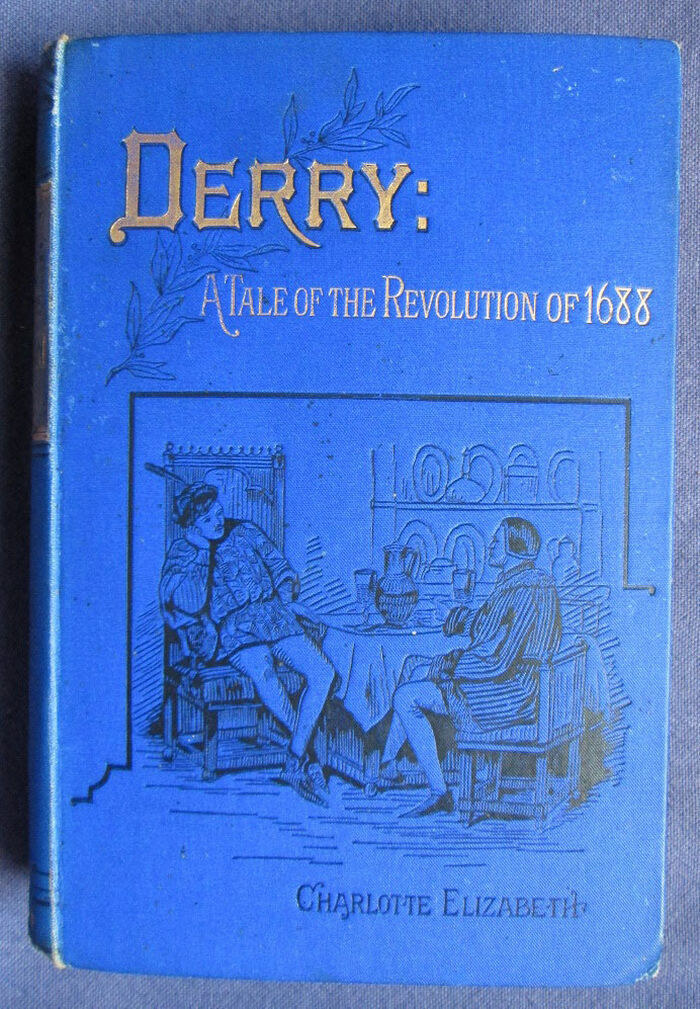 DERRY:
A TALE OF THE REVOLUTION OF 1688
CHARLOTTE ELIZABETH